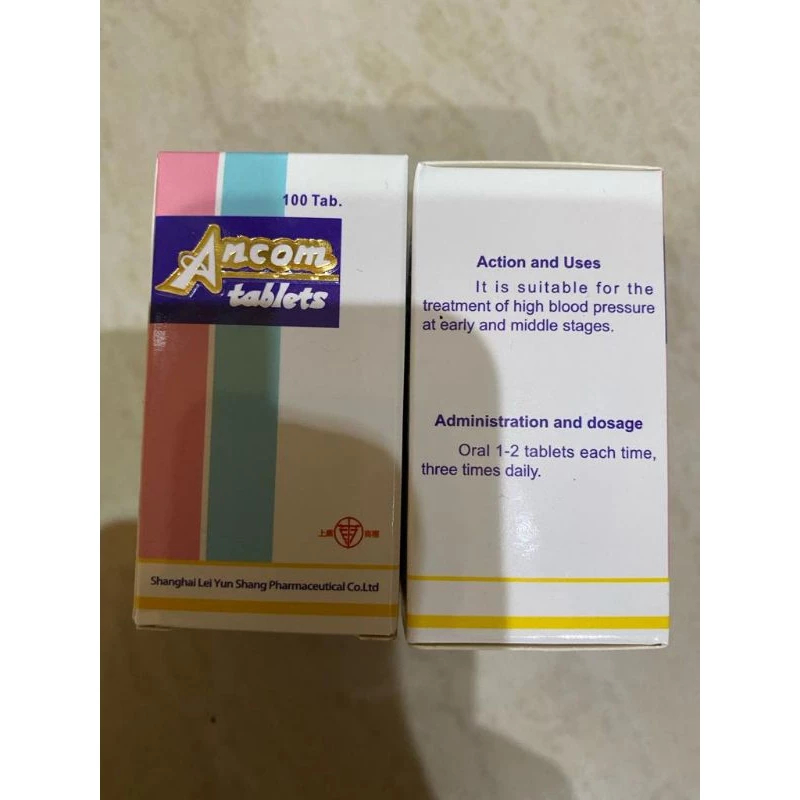 100 Tab.
Ancom
tablets
上藥
Shanghai Lei Yun Shang Pharmaceutical Co.Ltd
Action and Uses
It is suitable for the
treatment of high blood pressure
at early and middle stages.
Administration and dosage
Oral 1-2 tablets each time,
three times daily.